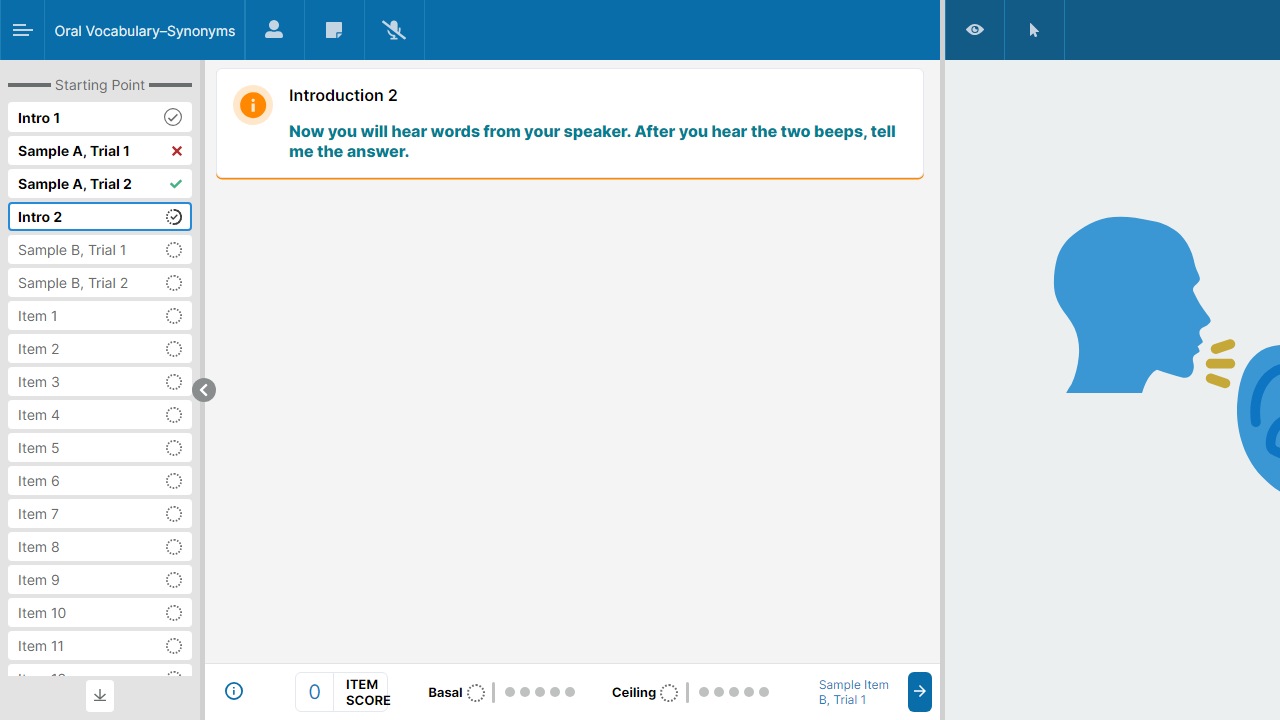 Oral Vocabulary–Synonyms
Starting Point
Intro 1
Sample A, Trial 1
Sample A, Trial 2
Intro 2
Sample B, Trial 1
Sample B, Trial 2
Item 1
Item 2
Item 3
Item 4
Item 5
Item 6
Item 7
Item 8
Item 9
Item 10
Item 11
Introduction 2
Now you will hear words from your speaker. After you hear the two beeps, tell
me the answer.
0
ITEM
SCORE
Basal
Ceiling
Sample Item
B, Trial 1